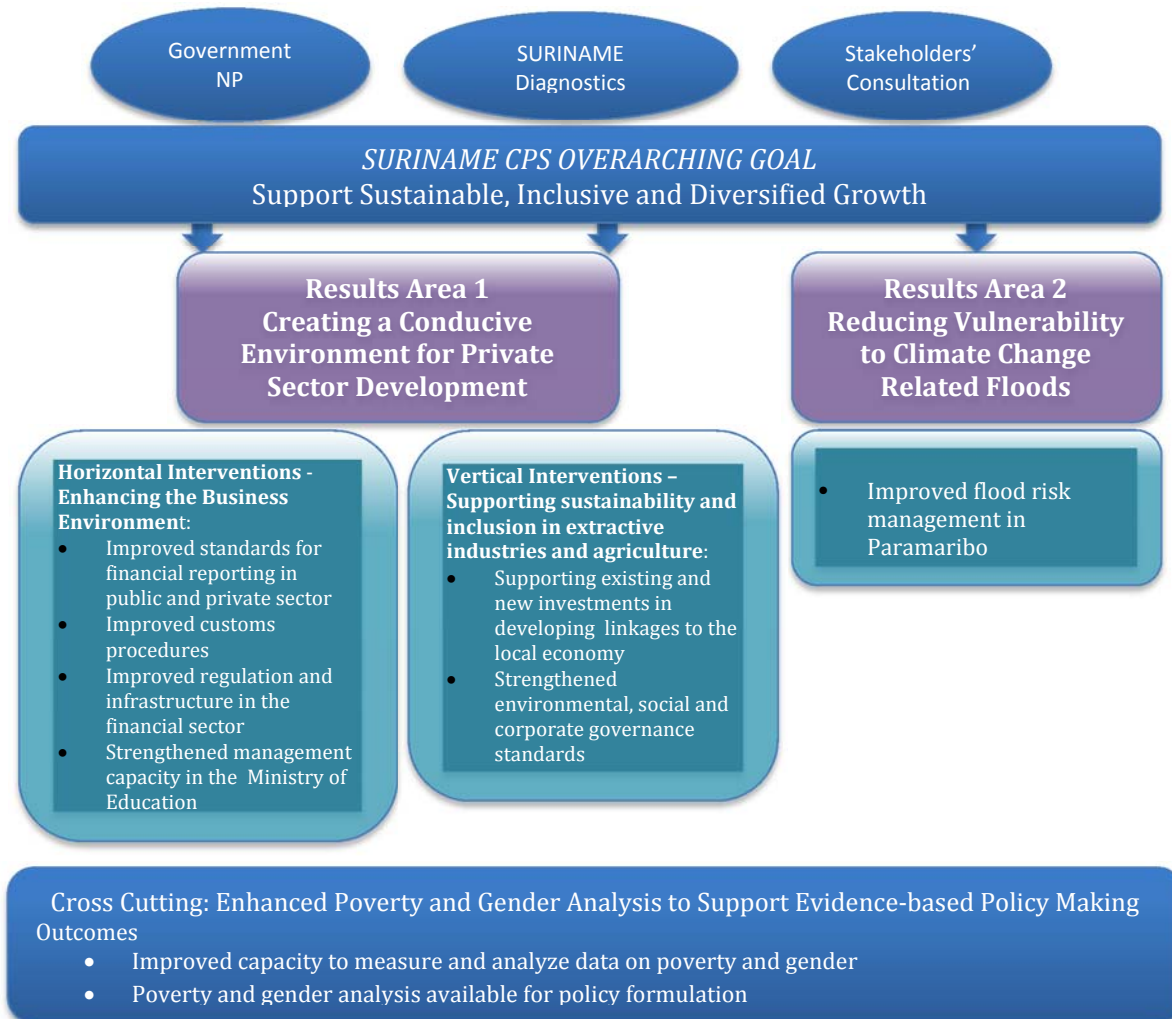 Government
NP
SURINAME
Diagnostics
Stakeholders’
Consultation
SURINAME CPS OVERARCHING GOAL
Support Sustainable, Inclusive and Diversified Growth
Results Area 1
Creating a Conducive
Environment for Private
Sector Development
Results Area 2
Reducing Vulnerability
to Climate Change
Related Floods
Horizontal Interventions -
Enhancing the Business
Environment:
• Improved standards for
financial reporting in
public and private sector
• Improved customs
procedures
• Improved regulation and
infrastructure in the
financial sector
• Strengthened management
capacity in the Ministry of
Education
Vertical Interventions –
Supporting sustainability and
inclusion in extractive
industries and agriculture:
• Supporting existing and
new investments in
developing linkages to the
local economy
• Strengthened
environmental, social and
corporate governance
standards
• Improved flood risk
management in
Paramaribo
Cross Cutting: Enhanced Poverty and Gender Analysis to Support Evidence-based Policy Making
Outcomes
• Improved capacity to measure and analyze data on poverty and gender
• Poverty and gender analysis available for policy formulation